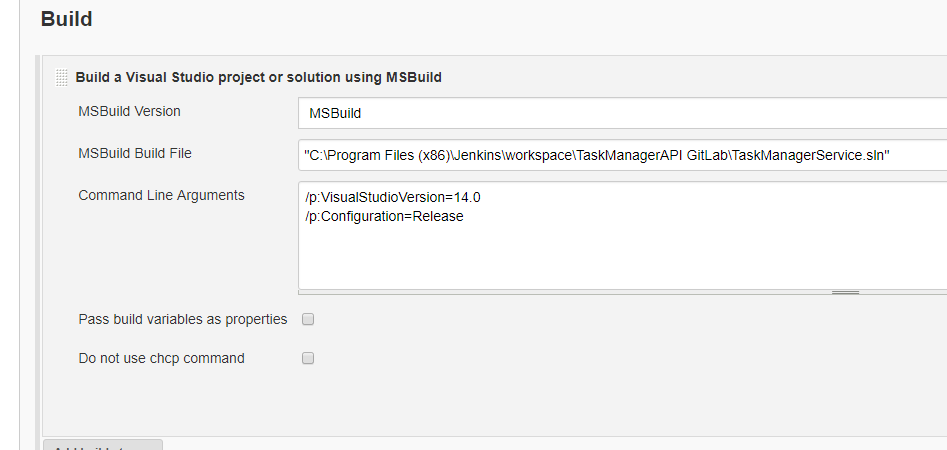 Build
Build a Visual Studio project or solution using MSBuild
MSBuild Version
MSBuild
MSBuild Build File
"C:\Program Files (x86)\Jenkins\workspace\TaskManagerAPI GitLab\TaskManagerService.sln"
Command Line Arguments
/p:VisualStudioVersion=14.0
/p:Configuration=Release
Pass build variables as properties
Do not use chcp command